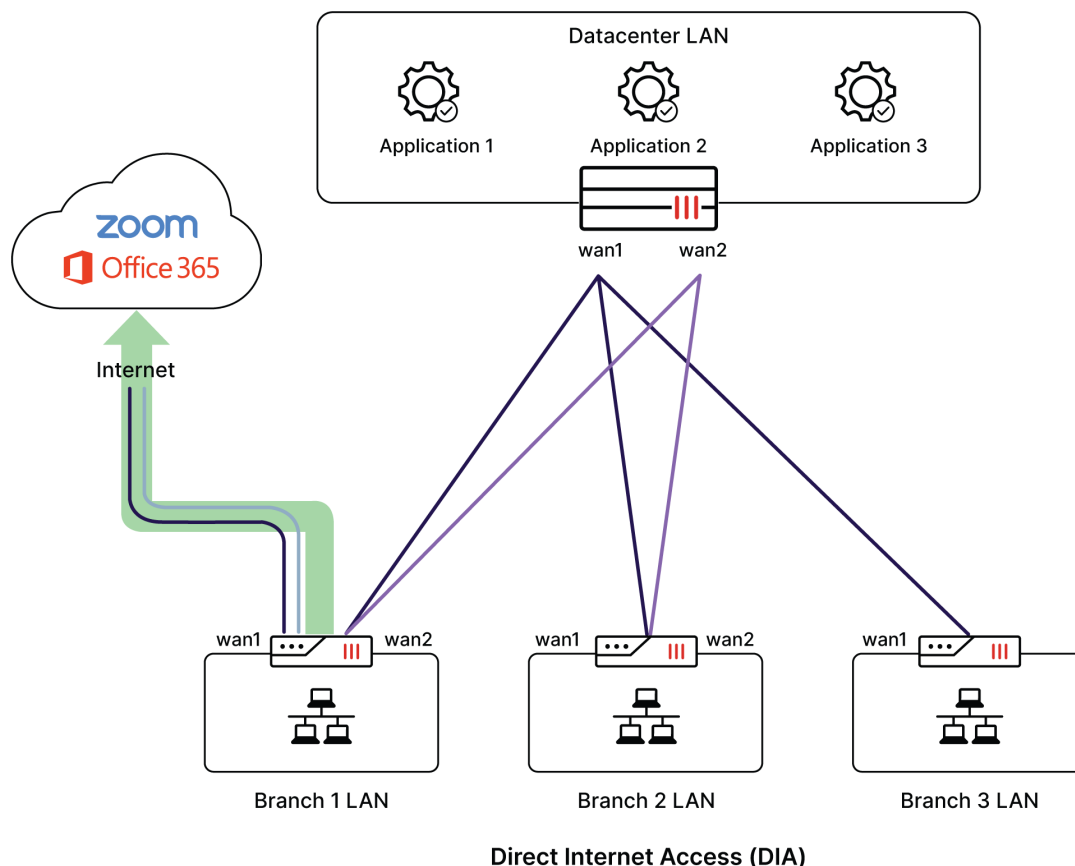 Datacenter LAN
Application 1
Application 2
Application 3
zoom
Office 365
wan1
wan2
Internet
wan1
wan2
wan1
wan2
wan1
Branch 1 LAN
Branch 2 LAN
Branch 3 LAN
Direct Internet Access (DIA)